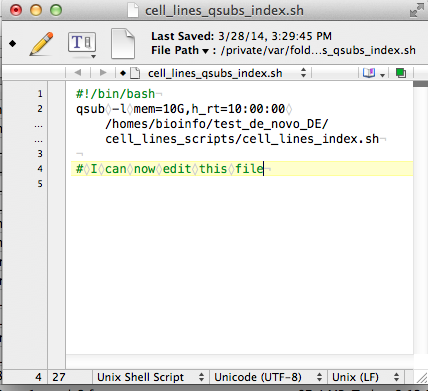 cell_lines_qsubs_index.sh
Last Saved: 3/28/14, 3:29:45 PM
File Path ▾ : /private/var/fold...s_qsubs_index.sh
T
cell_lines_qsubs_index.sh
1 #!/bin/bash¬
2 qsub◊-l◊mem=10G,h_rt=10:00:00◊
... /homes/bioinfo/test_de_novo_DE/
... cell_lines_scripts/cell_lines_index.sh¬
3 ¬
4 #◊I◊can◊now◊edit◊this◊file¬
5
4 27 Unix Shell Script Unicode (UTF-8) Unix (LF)